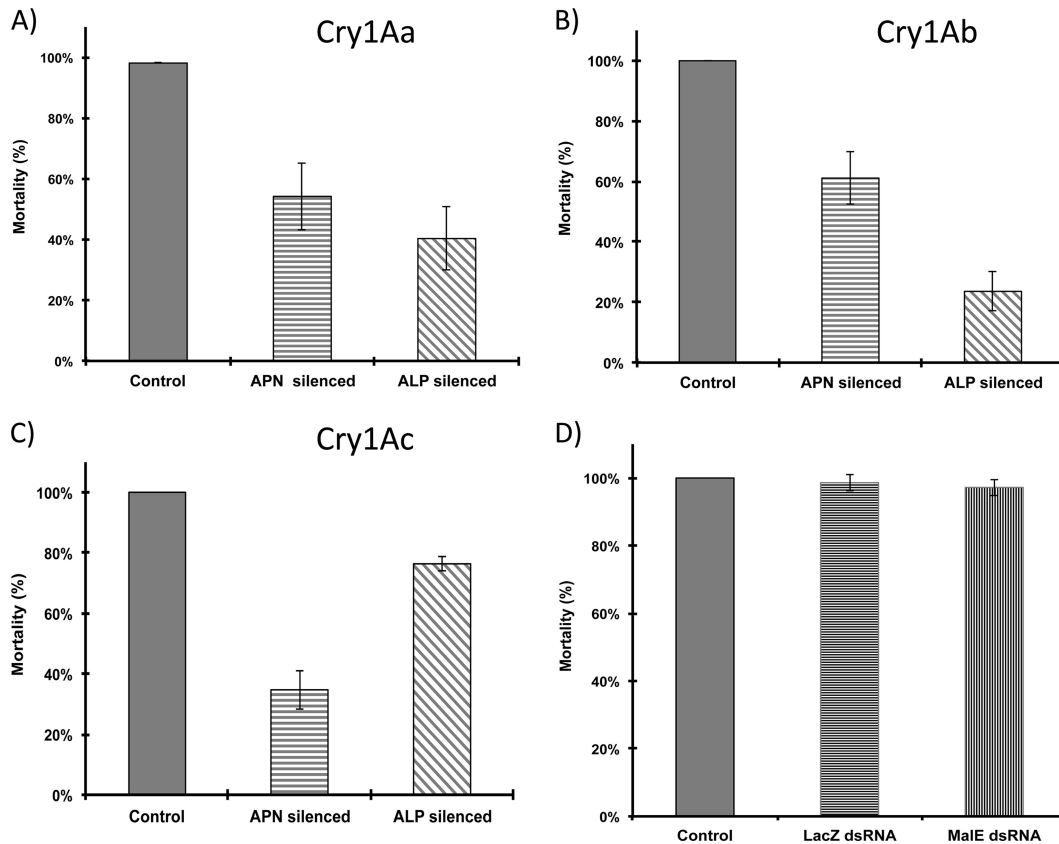 A)
Cry1Aa
Mortality (%)
100%
80%
60%
40%
20%
0%
Control
APN silenced
ALP silenced
B)
Cry1Ab
Mortality (%)
100%
80%
60%
40%
20%
0%
Control
APN silenced
ALP silenced
C)
Cry1Ac
Mortality (%)
100%
80%
60%
40%
20%
0%
Control
APN silenced
ALP silenced
D)
Mortality (%)
100%
80%
60%
40%
20%
0%
Control
LacZ dsRNA
MalE dsRNA